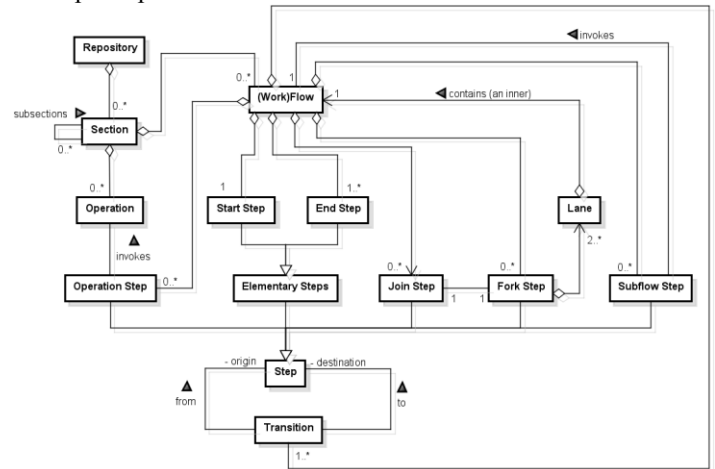 invokes
Repository
0..*
1
(Work)Flow
1
contains (an inner)
0..*
subsections
Section
0..*
0..*
1
1..*
Operation
Start Step
End Step
Lane
invokes
2..*
0..*
0..*
0..*
0..*
Operation Step
Elementary Steps
Join Step
1
1
Fork Step
Subflow Step
- origin
- destination
Step
from
to
Transition
1..*